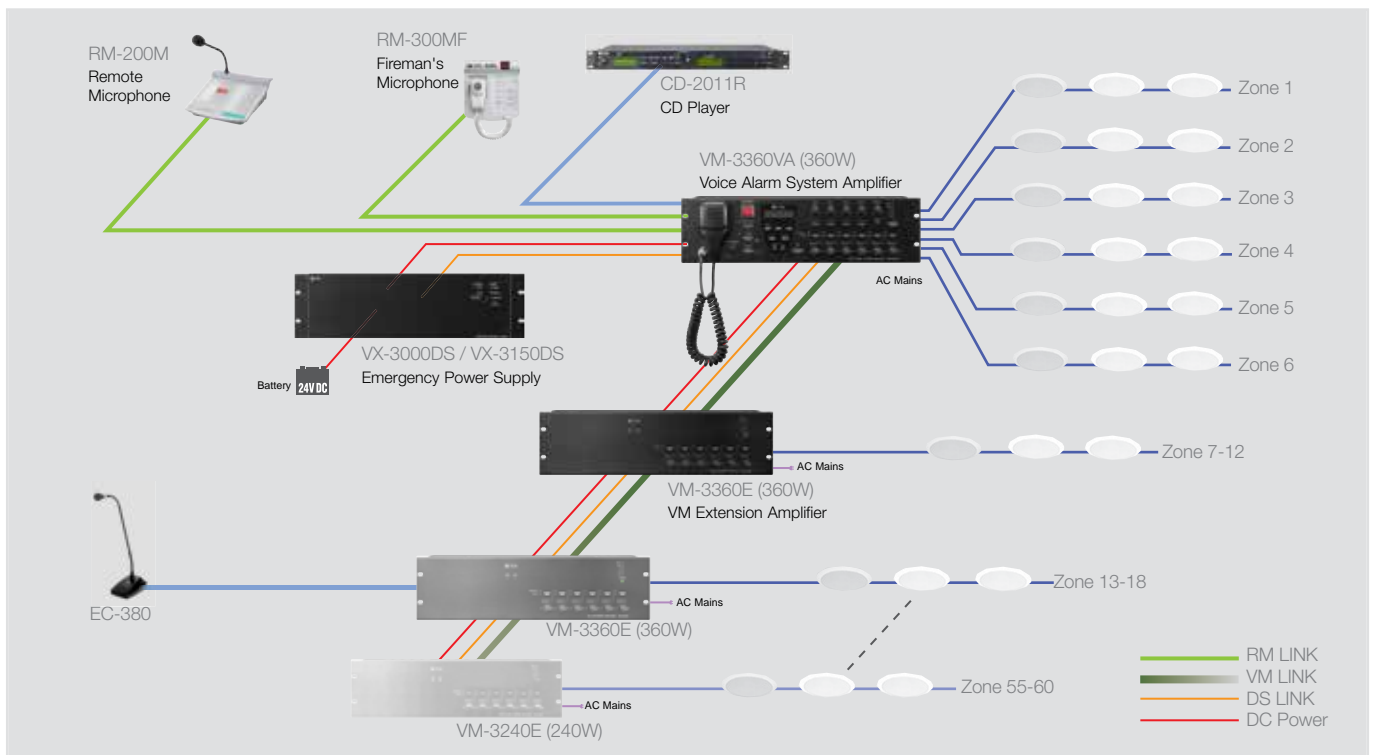 RM-200M
Remote
Microphone
RM-300MF
Fireman's
Microphone
CD-2011R
CD Player
VM-3360VA (360W)
Voice Alarm System Amplifier
AC Mains
Zone 1
Zone 2
Zone 3
Zone 4
Zone 5
Zone 6
VX-3000DS / VX-3150DS
Emergency Power Supply
Battery
24V DC
Zone 7-12
AC Mains
VM-3360E (360W)
VM Extension Amplifier
EC-380
Zone 13-18
AC Mains
VM-3360E (360W)
Zone 55-60
AC Mains
VM-3240E (240W)
RM LINK
VM LINK
DS LINK
DC Power